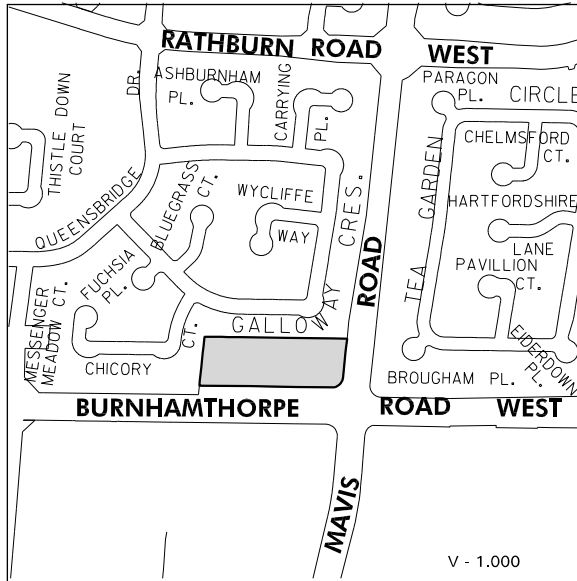 RATHBURN ROAD WEST
DR.
ASHBURNHAM
PL.
CARRYING
PL.
PARAGON
PL.
CIRCLE
THISTLE DOWN
COURT
CHELMSFORD
CT.
GARDEN
TEA
QUEENSBRIDGE
BLUEGRASS
CT.
WYCLIFFE
WAY
HARTFORDSHIRE
LANE
PAVILLION
CT.
FUCHSIA
PL.
GALLOWAY CRES.
MESSENGER
MEADOW CT.
CHICORY
CT.
EIDERDOWN
PL.
BROUGHAM PL.
BURNHAMTHORPE ROAD WEST
MAVIS ROAD
V - 1.000